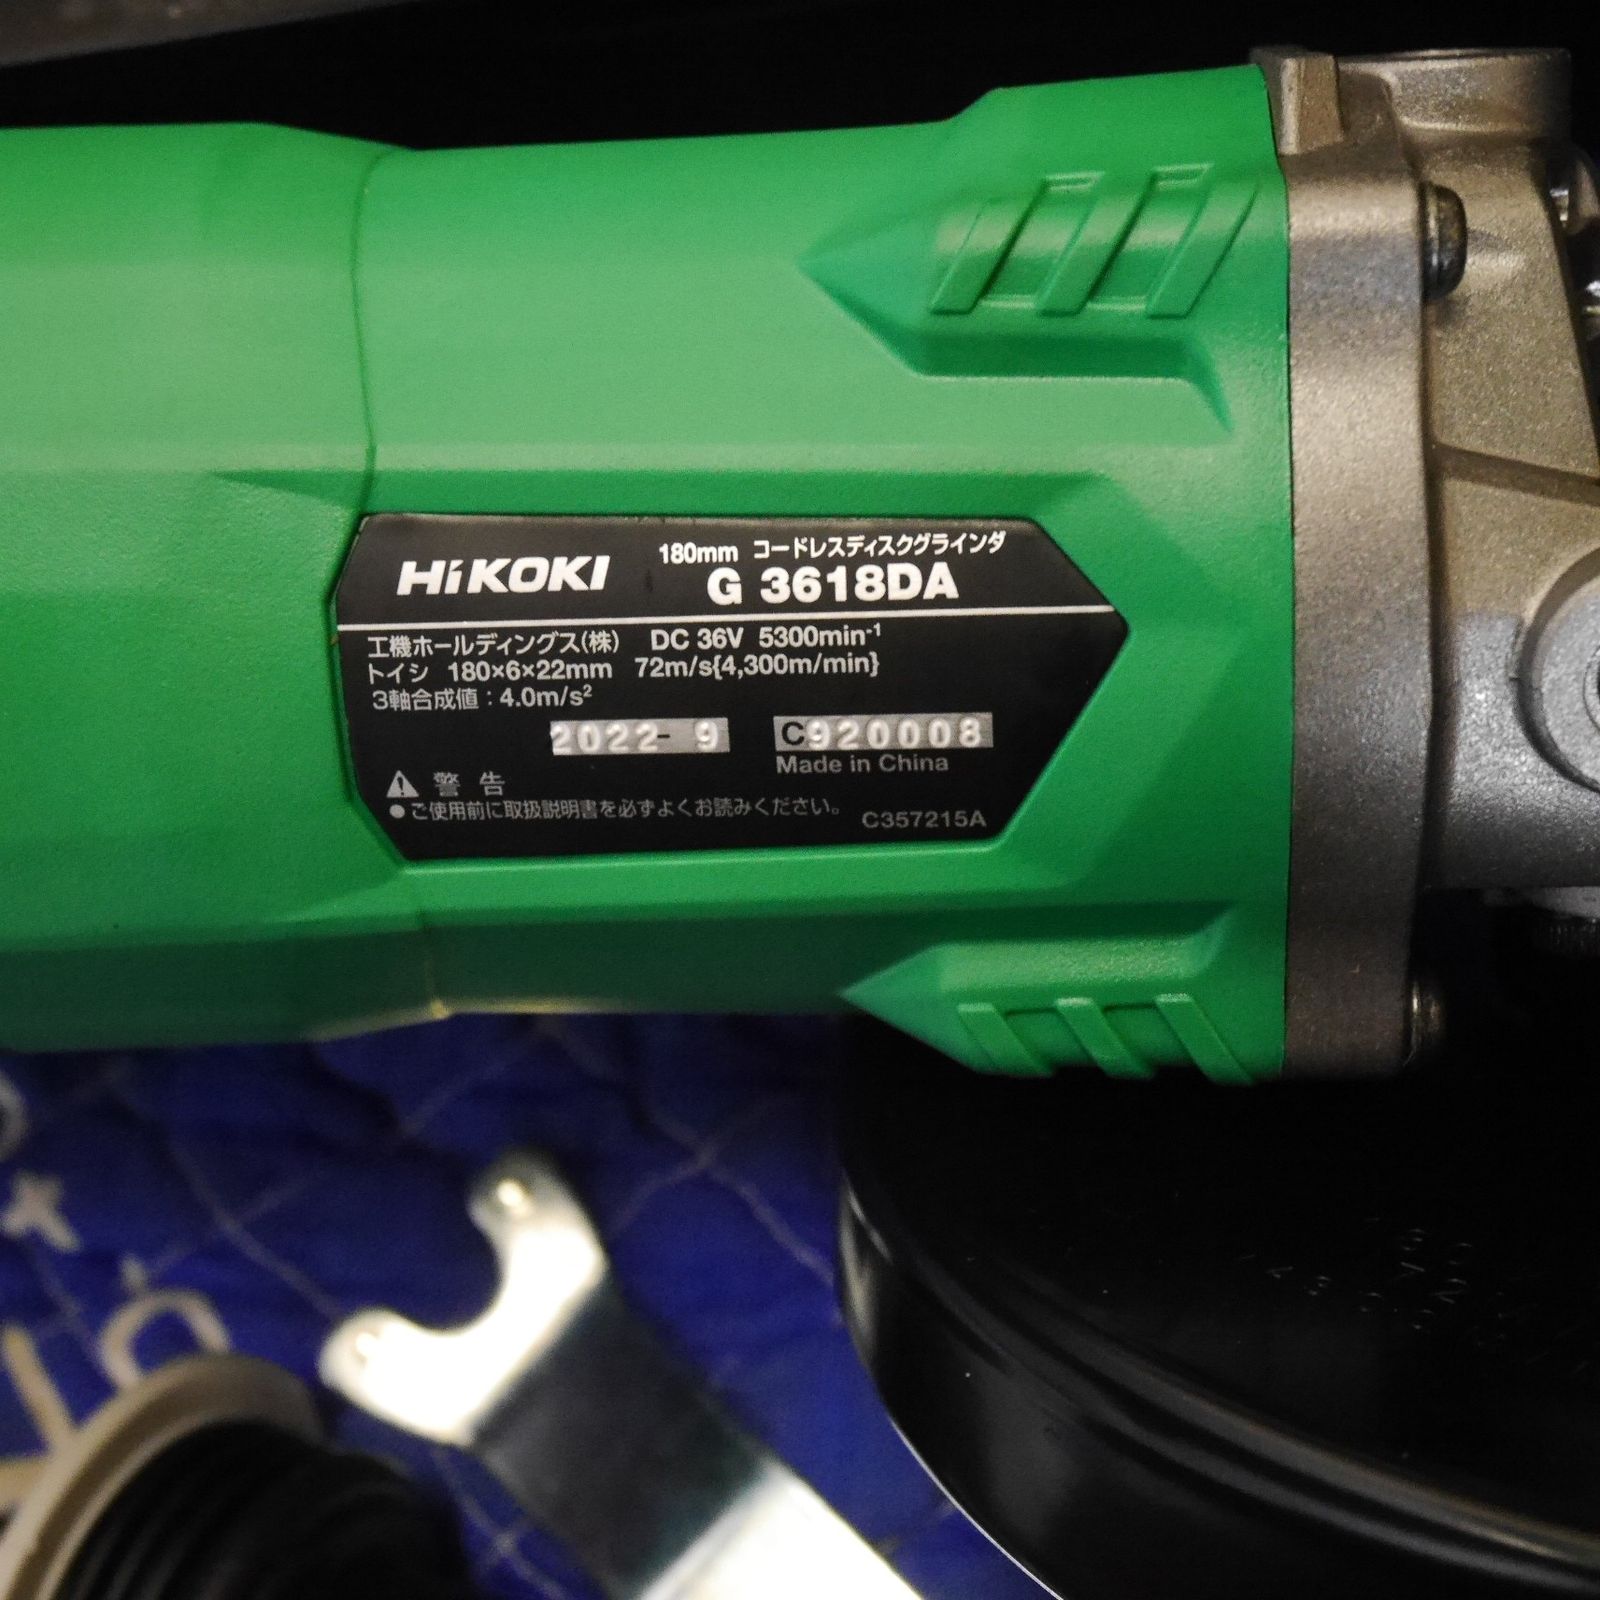 180mm コードレスディスクグラインダ
HiKOKI G 3618DA
工機ホールディングス(株) DC 36V 5300min⁻¹
トイシ 180×6×22mm 72m/s{4,300m/min}
3軸合成値：4.0m/s²
2022- 9 C920008
Made in China
警 告
●ご使用前に取扱説明書を必ずよくお読みください。 C357215A